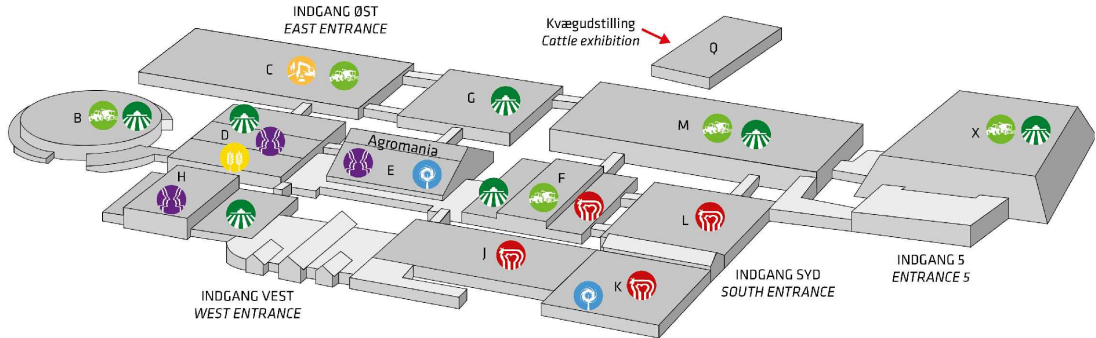 INDGANG ØST
EAST ENTRANCE
Kvægudstilling
Cattle exhibition
Q
C
G
B
D
M
X
Agromania
E
H
F
L
J
K
INDGANG 5
ENTRANCE 5
INDGANG SYD
SOUTH ENTRANCE
INDGANG VEST
WEST ENTRANCE